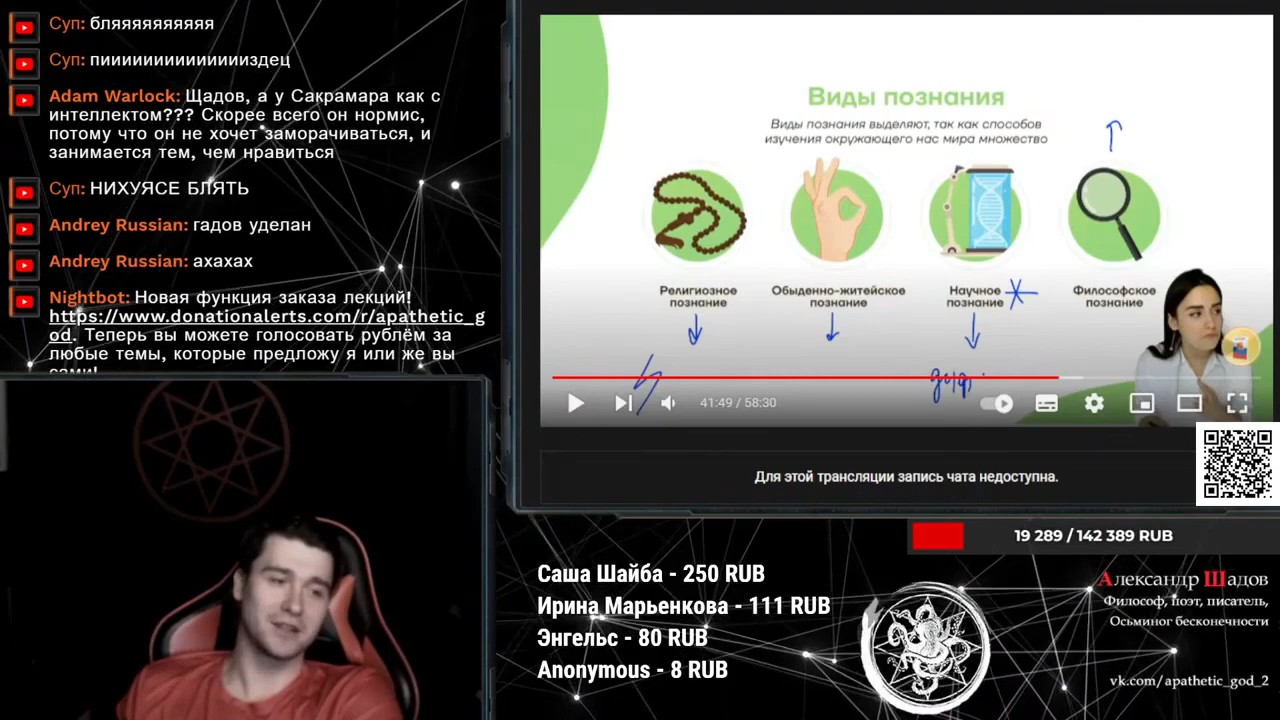 Суп: бляяяяяяяяяя
Суп: пиииииииииииииииздец
Adam Warlock: Щадов, а у Сакрамара как с
интеллектом??? Скорее всего он нормис,
потому что он не хочет заморачиваться, и
занимается тем, чем нравиться
Суп: НИХУЯСЕ БЛЯТЬ
Andrey Russian: гадов уделан
Andrey Russian: ахахах
Nightbot: Новая функция заказа лекций!
https://www.donationalerts.com/r/apathetic_g
od. Теперь вы можете голосовать рублём за
любые темы, которые предложу я или же вы
сами!
Виды познания
Виды познания выделяют, так как способов
изучения окружающего нас мира множество
Религиозное
познание
Обыденно-житейское
познание
Научное
познание
Философское
познание
41:49 / 58:30
Для этой трансляции запись чата недоступна.
19 289 / 142 389 RUB
Саша Шайба - 250 RUB
Ирина Марьенкова - 111 RUB
Энгельс - 80 RUB
Anonymous - 8 RUB
Александр Шадов
Философ, поэт, писатель,
Осьминог бесконечности
vk.com/apathetic_god_2